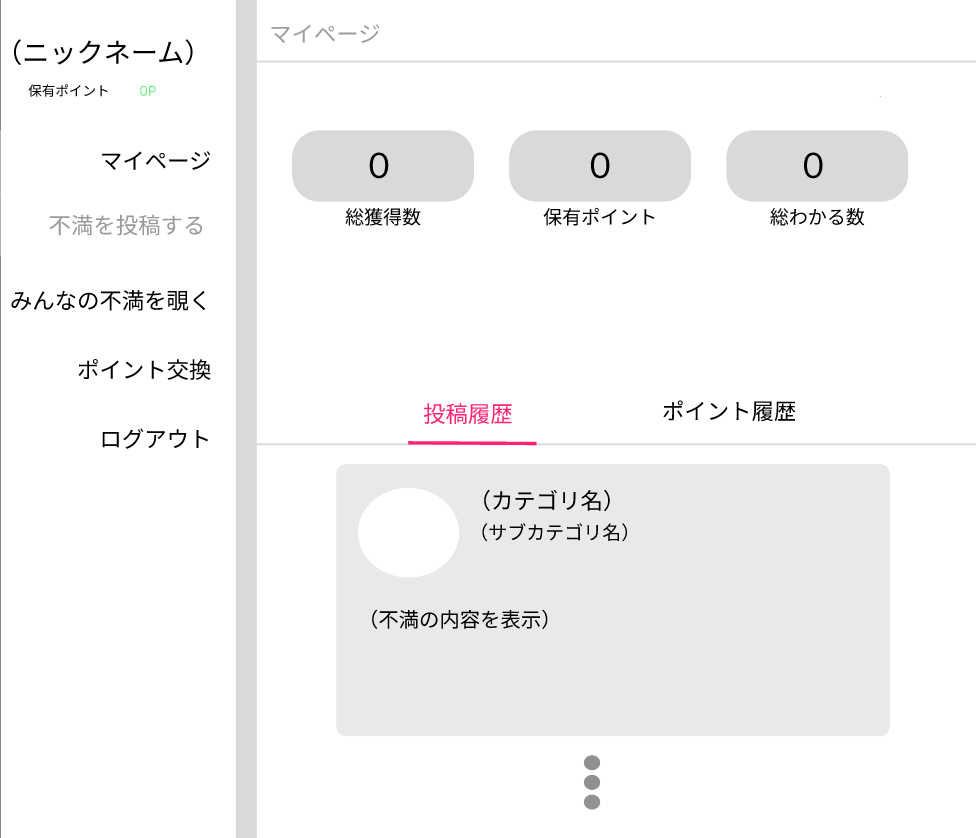 （ニックネーム）
保有ポイント 0P
マイページ
不満を投稿する
みんなの不満を覗く
ポイント交換
ログアウト
マイページ
0 0 0
総獲得数 保有ポイント 総わかる数
投稿履歴 ポイント履歴
（カテゴリ名）
（サブカテゴリ名）
（不満の内容を表示）